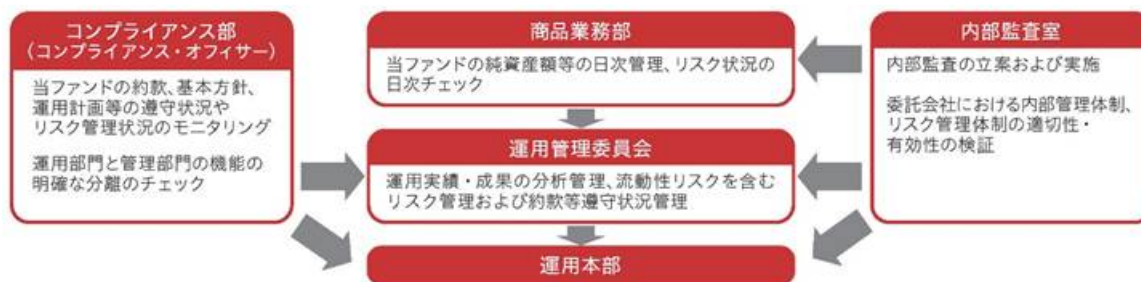 コンプライアンス部
（コンプライアンス・オフィサー）
当ファンドの約款、基本方針、
運用計画等の遵守状況や
リスク管理状況のモニタリング
運用部門と管理部門の機能の
明確な分離のチェック
商品業務部
当ファンドの純資産額等の日次管理、リスク状況の
日次チェック
運用管理委員会
運用実績・成果の分析管理、流動性リスクを含む
リスク管理および約款等遵守状況管理
運用本部
内部監査室
内部監査の立案および実施
委託会社における内部管理体制、
リスク管理体制の適切性・
有効性の検証